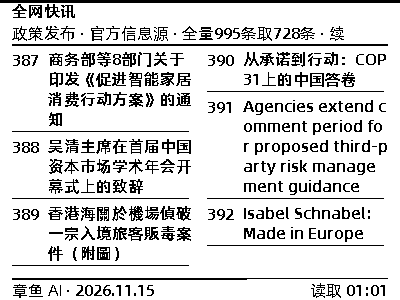 全网快讯
政策发布 · 官方信息源 · 全量995条取728条 · 续
387 商务部等8部门关于
印发《促进智能家居
消费行动方案》的通
知
388 吴清主席在首届中国
资本市场学术年会开
幕式上的致辞
389 香港海關於機場偵破
一宗入境旅客販毒案
件（附圖）
390 从承诺到行动：COP
31上的中国答卷
391 Agencies extend c
omment period fo
r proposed third-p
arty risk manage
ment guidance
392 Isabel Schnabel:
Made in Europe
章鱼 AI · 2026.11.15
读取 01:01